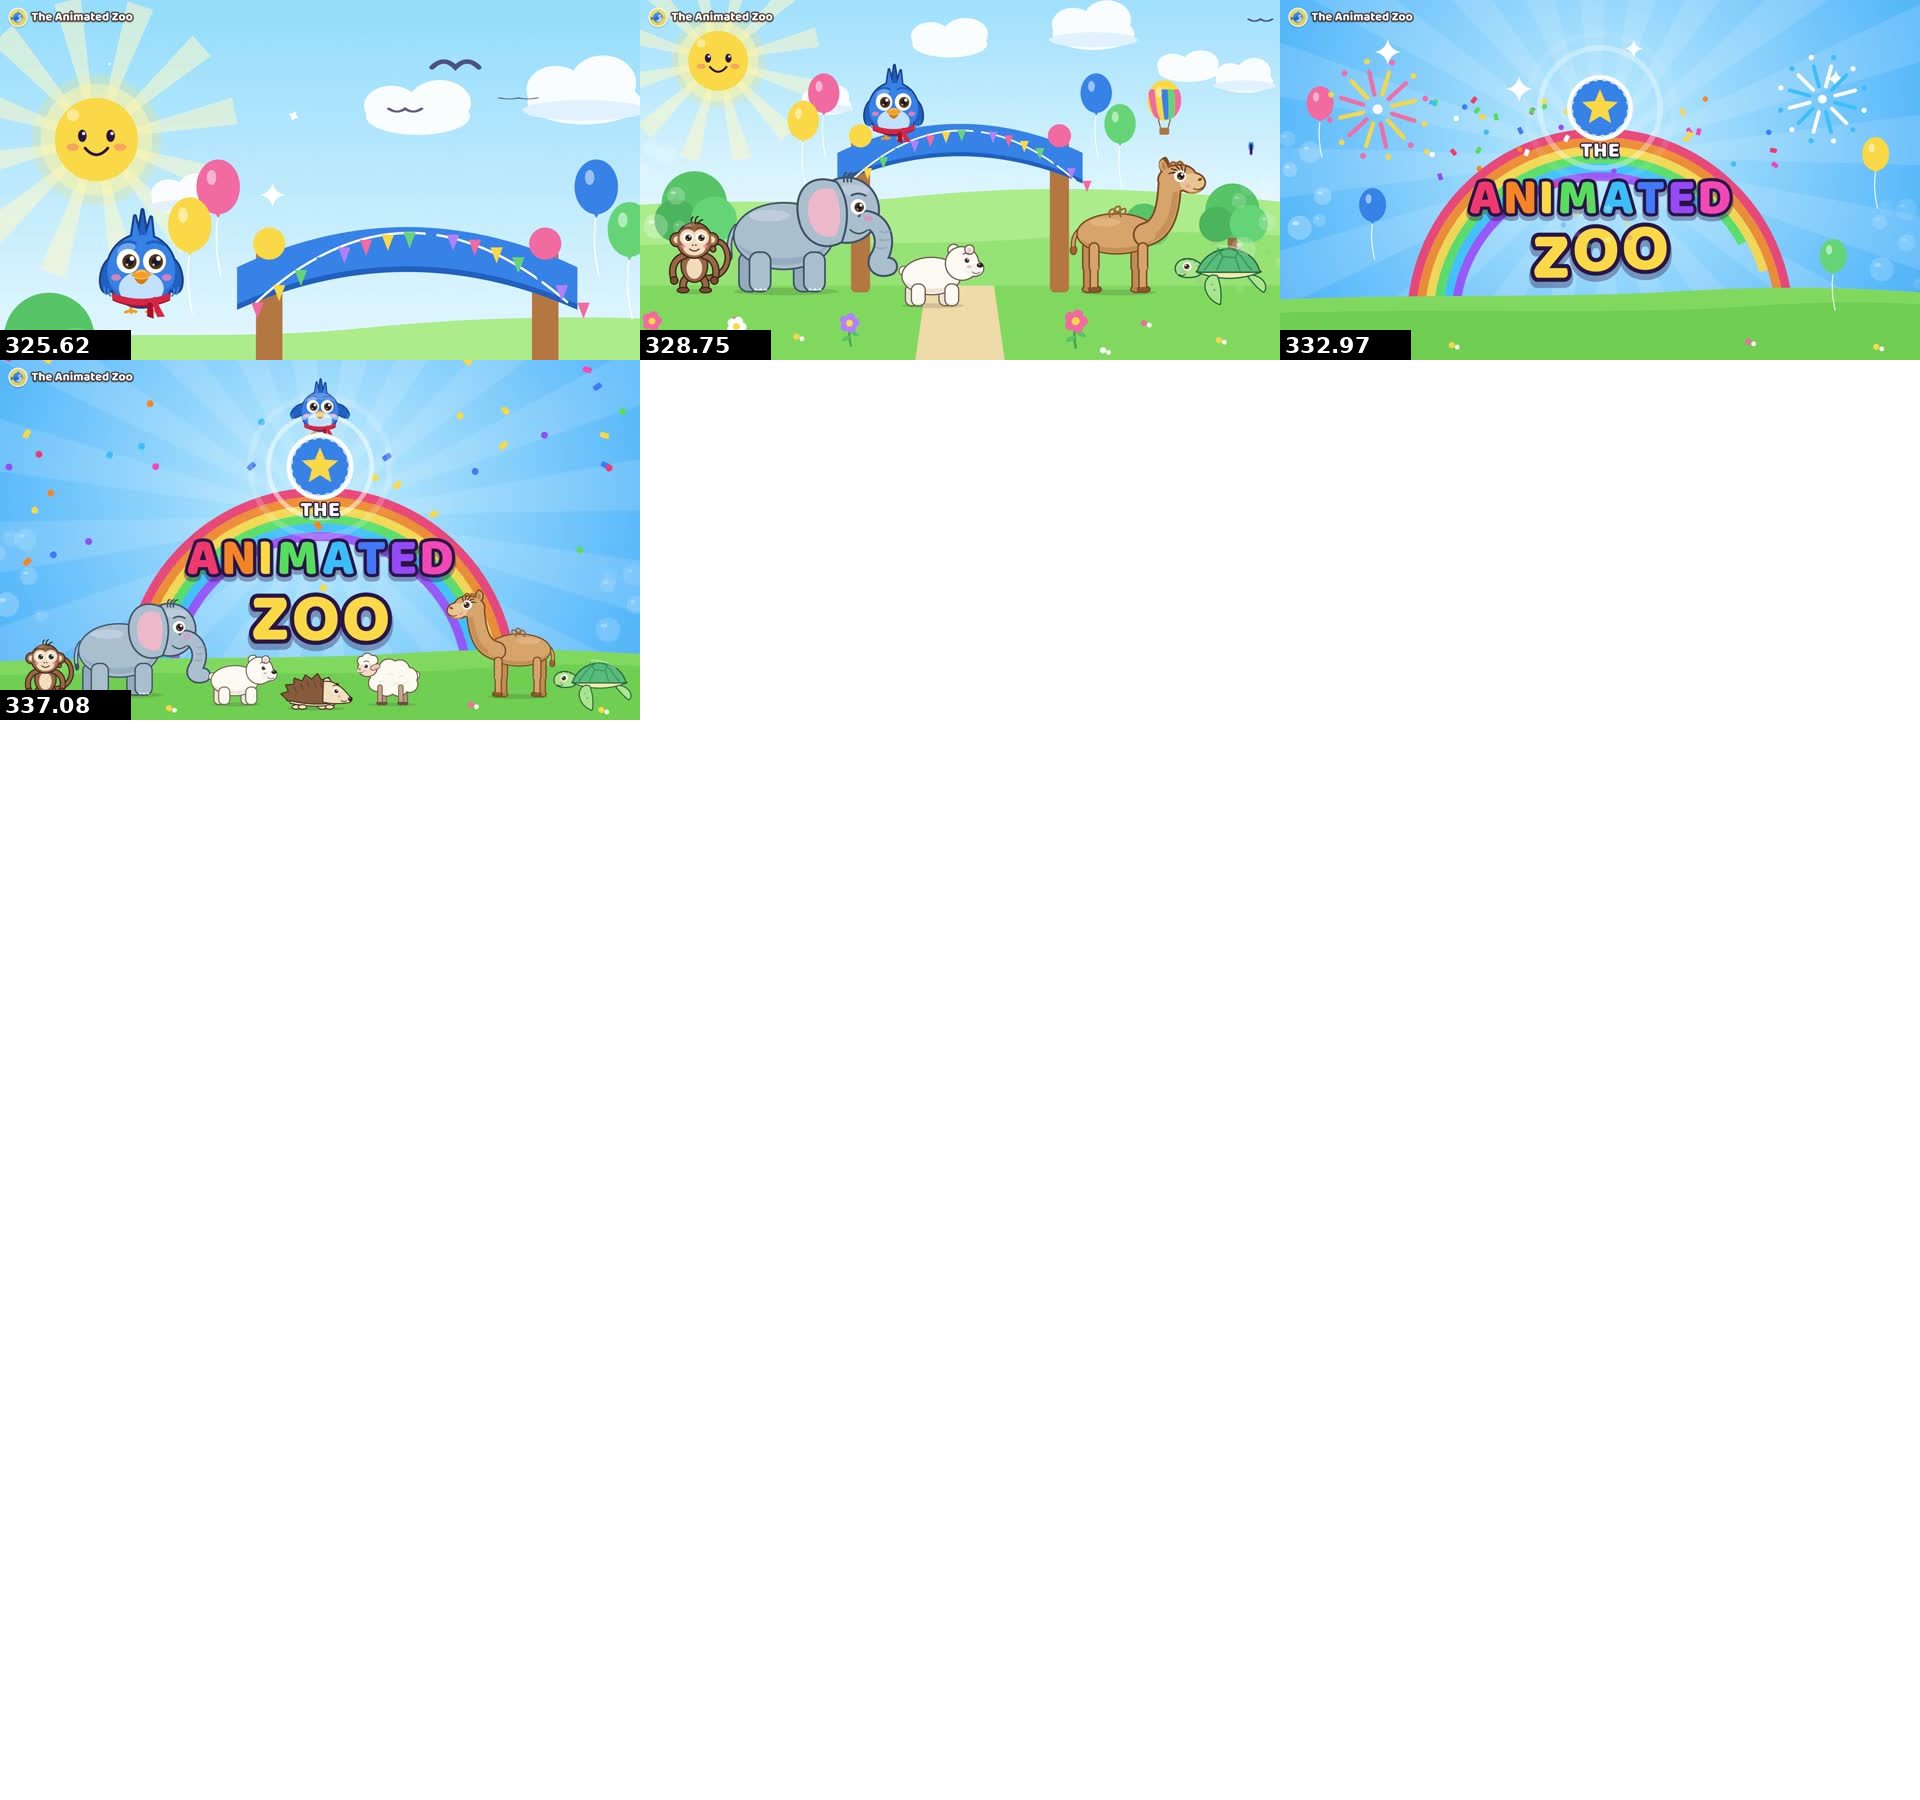 The Animated Zoo
325.62
The Animated Zoo
328.75
The Animated Zoo
THE
ANIMATED
ZOO
332.97
The Animated Zoo
THE
ANIMATED
ZOO
337.08